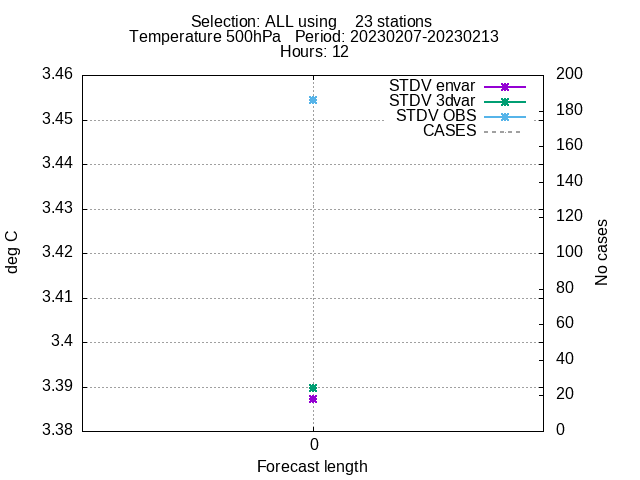 Selection: ALL using    23 stations
Temperature 500hPa   Period: 20230207-20230213
Hours: 12
3.46
3.45
3.44
3.43
3.42
3.41
3.4
3.39
3.38
deg C
STDV envar
STDV 3dvar
STDV OBS
CASES
200
180
160
140
120
100
80
60
40
20
0
No cases
0
Forecast length